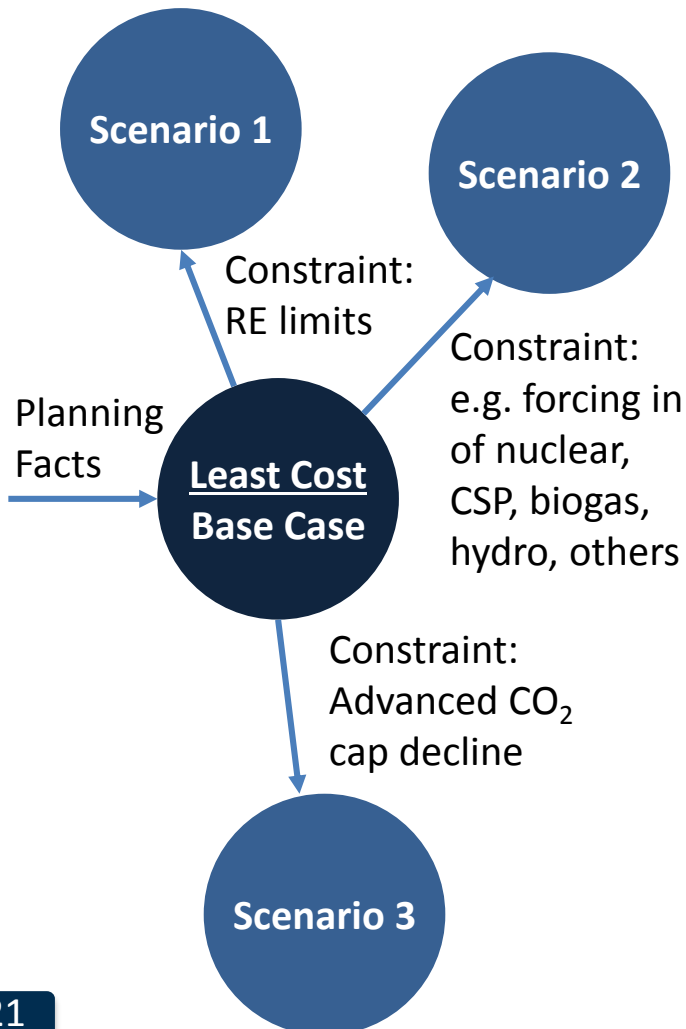 Scenario 1
Scenario 2
Constraint:
RE limits
Constraint:
e.g. forcing in
of nuclear,
CSP, biogas,
hydro, others
Planning
Facts
Least Cost
Base Case
Constraint:
Advanced CO₂
cap decline
Scenario 3
21